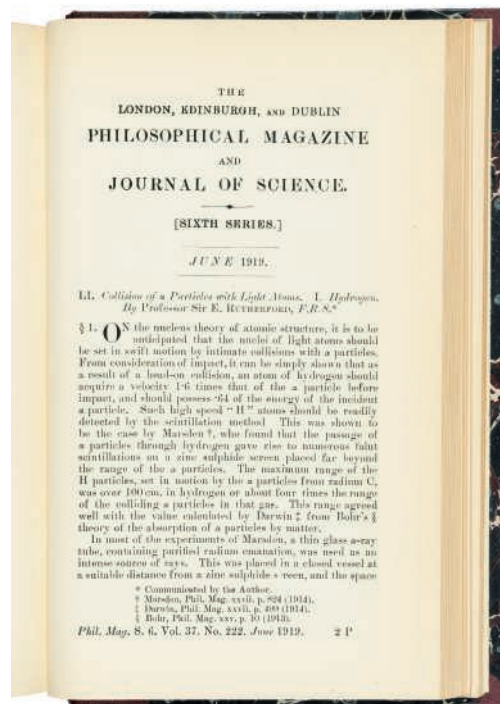 THE
LONDON, EDINBURGH, AND DUBLIN
PHILOSOPHICAL MAGAZINE
AND
JOURNAL OF SCIENCE.
[SIXTH SERIES.]
JUNE 1919.
LI. Collision of α Particles with Light Atoms. I. Hydrogen.
By Professor Sir E. RUTHERFORD, F.R.S.*
§ 1. ON the nucleus theory of atomic structure, it is to be
anticipated that the nuclei of light atoms should
be set in swift motion by intimate collisions with α particles.
From consideration of impact, it can be simply shown that as
a result of a head-on collision, an atom of hydrogen should
acquire a velocity 1·6 times that of the α particle before
impact, and should possess ·64 of the energy of the incident
α particle. Such high speed "H" atoms should be readily
detected by the scintillation method This was shown to
be the case by Marsden †, who found that the passage of
α particles through hydrogen gave rise to numerous faint
scintillations on a zinc sulphide screen placed far beyond
the range of the α particles. The maximum range of the
H particles, set in motion by the α particles from radium C,
was over 100 cm. in hydrogen or about four times the range
of the colliding α particles in that gas. This range agreed
well with the value calculated by Darwin ‡ from Bohr's §
theory of the absorption of α particles by matter.
In most of the experiments of Marsden, a thin glass α-ray
tube, containing purified radium emanation, was used as an
intense source of rays. This was placed in a closed vessel at
a suitable distance from a zinc sulphide s reen, and the space
* Communicated by the Author.
† Marsden, Phil. Mag. xxvii. p. 824 (1914).
‡ Darwin, Phil. Mag. xxvii. p. 499 (1914).
§ Bohr, Phil. Mag. xxv. p. 10 (1913).
Phil. Mag. S. 6. Vol. 37. No. 222. June 1919. 2 P